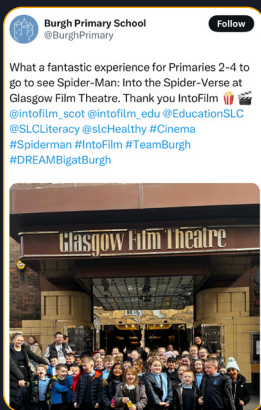 Burgh Primary School
@BurghPrimary
Follow
What a fantastic experience for Primaries 2-4 to
go to see Spider-Man: Into the Spider-Verse at
Glasgow Film Theatre. Thank you IntoFilm 🍿 🎬
@intofilm_scot @intofilm_edu @EducationSLC
@SLCLiteracy @slcHealthy #Cinema
#Spiderman #IntoFilm #TeamBurgh
#DREAMBigatBurgh
Glasgow Film Theatre